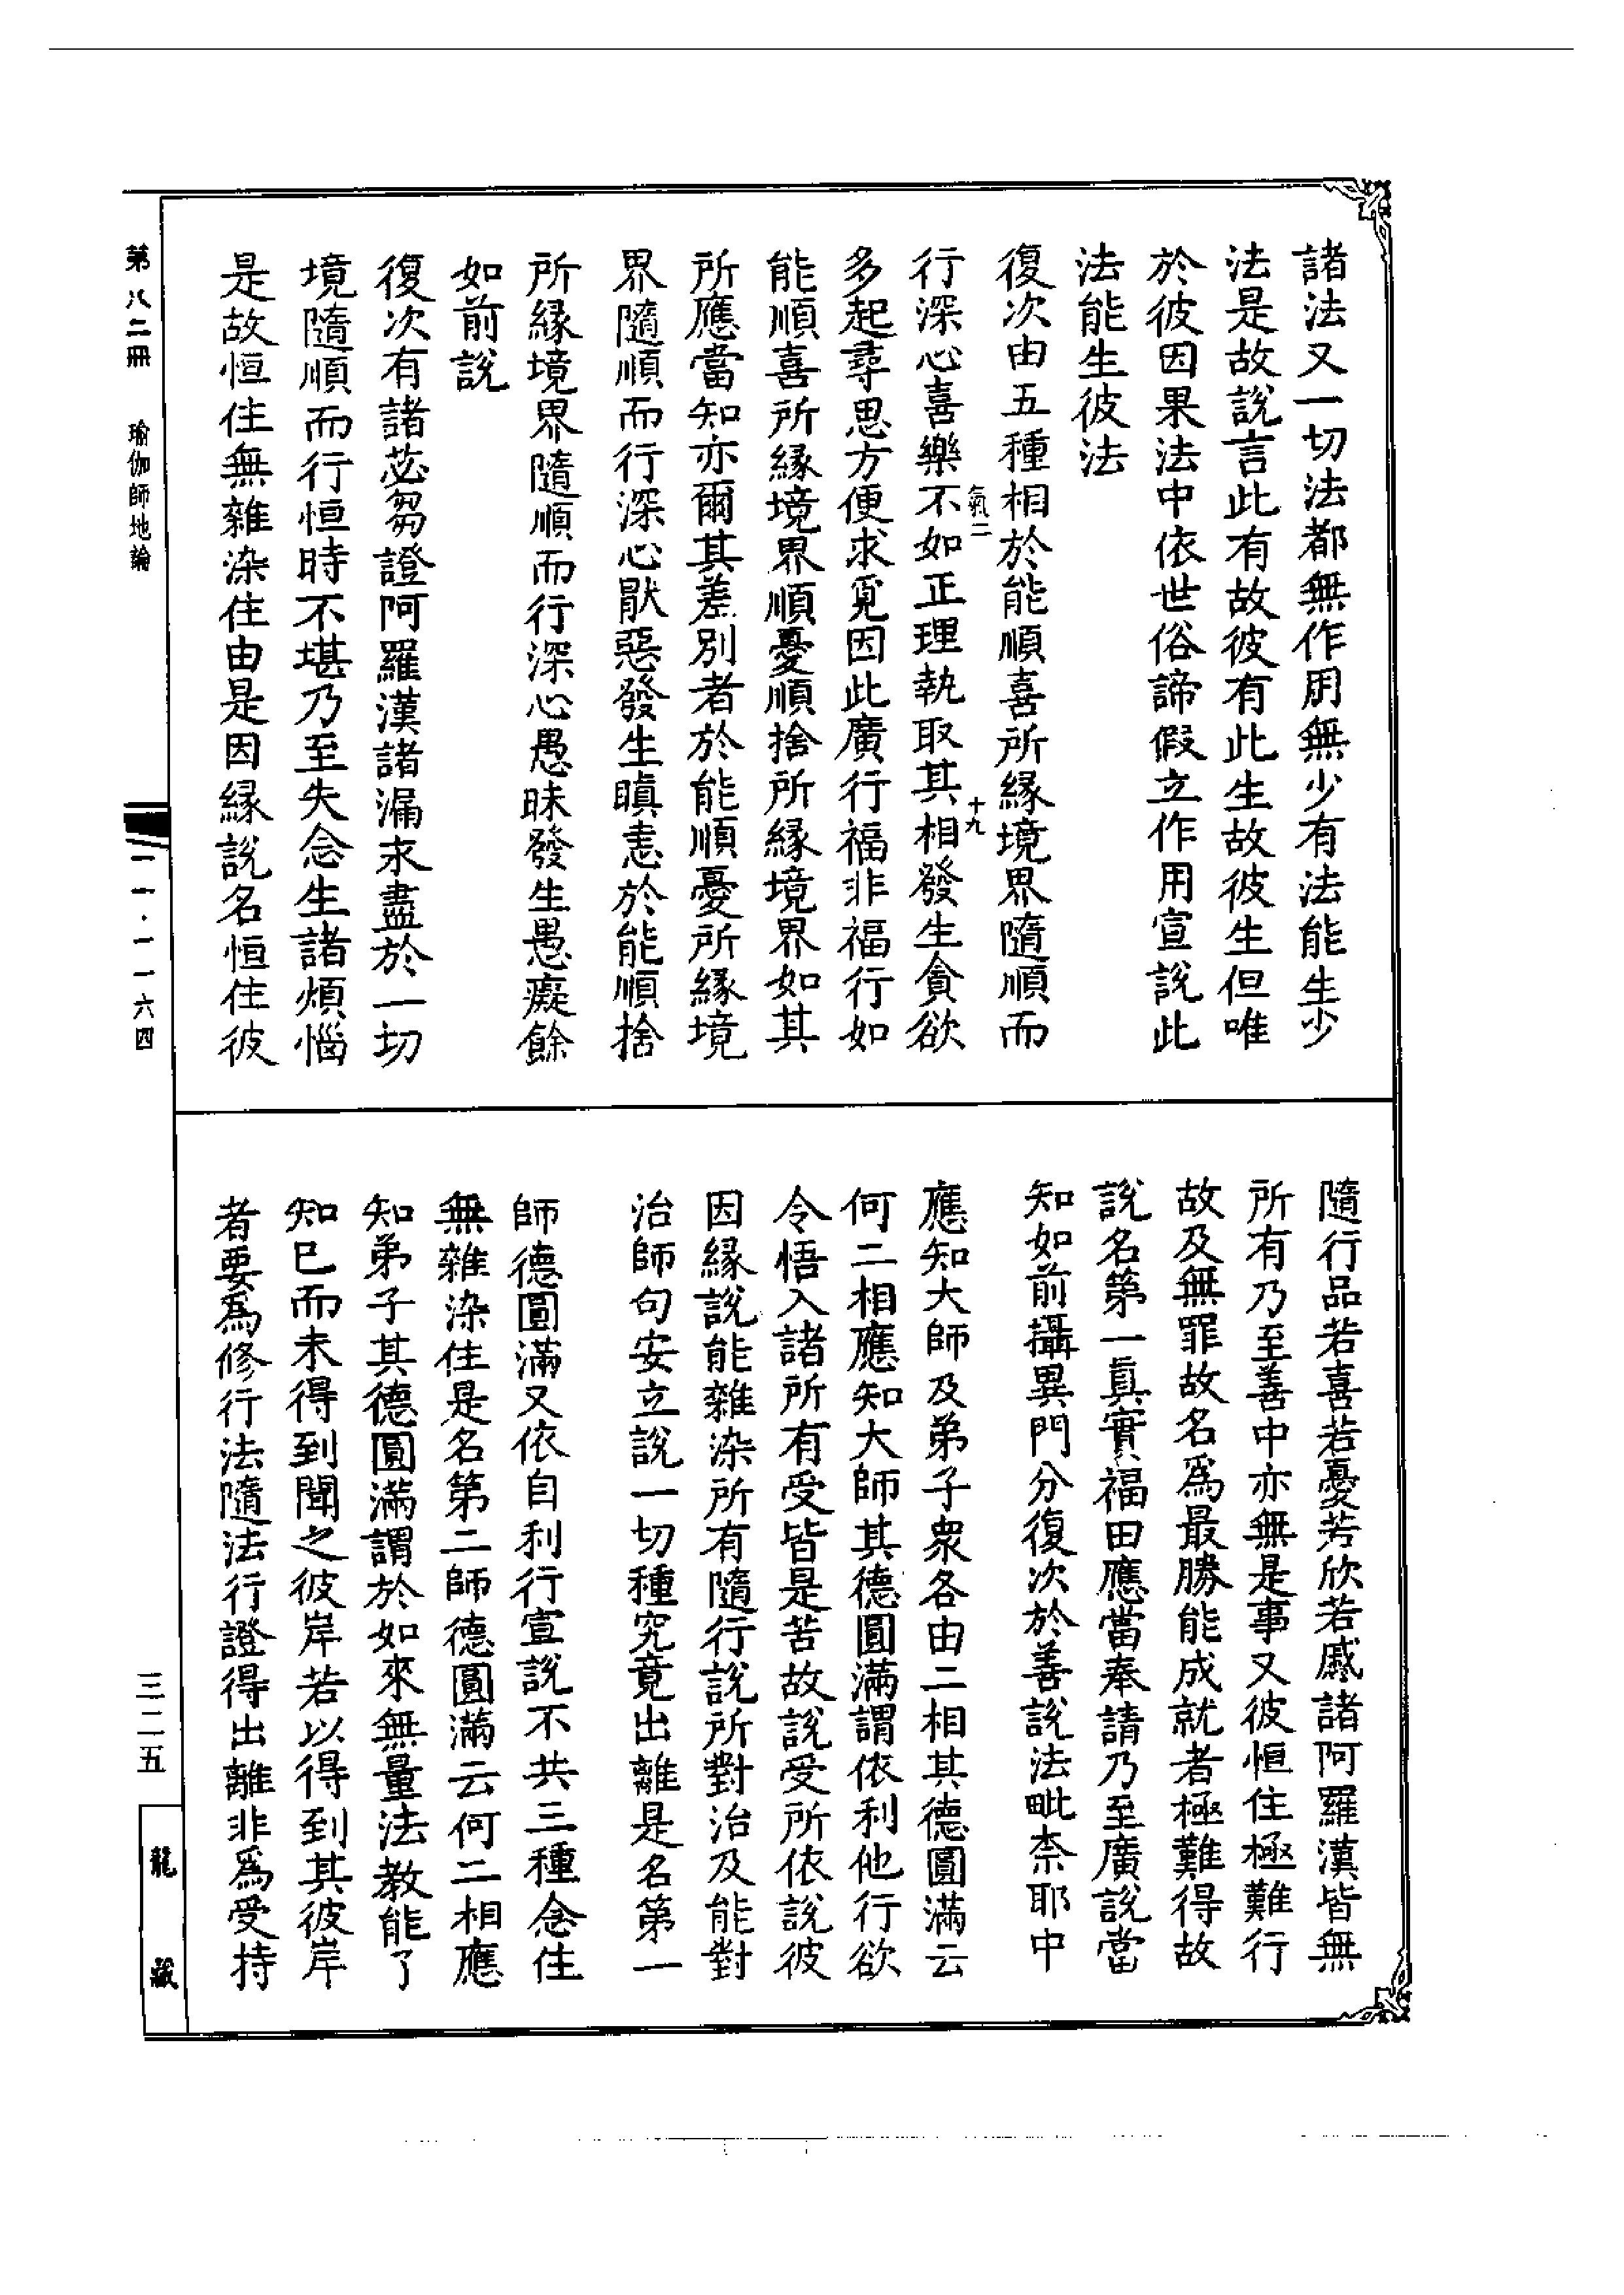 諸法又一切法都無作用無少有法能生少
法是故說言此有故彼有此生故彼生但唯
於彼因果法中依世俗諦假立作用宣說此
法能生彼法
復次由五種相於能順喜所緣境界隨順而
氣二
十九
行深心喜樂不如正理執取其相發生貪欲
多起尋思方便求覓因此廣行福非福行如
能順喜所緣境界順憂順捨所緣境界如其
所應當知亦爾其差別者於能順憂所緣境
界隨順而行深心猒惡發生瞋恚於能順捨
所緣境界隨順而行深心愚昧發生愚癡餘
如前說
復次有諸苾芻證阿羅漢諸漏永盡於一切
境隨順而行恒時不堪乃至失念生諸煩惱
是故恒住無雜染住由是因緣說名恒住彼
隨行品若喜若憂若欣若慼諸阿羅漢皆無
所有乃至善中亦無是事又彼恒住極難行
故及無罪故名爲最勝能成就者極難得故
說名第一真實福田應當奉請乃至廣說當
知如前攝異門分復次於善說法毗柰耶中
應知大師及弟子衆各由二相其德圓滿云
何二相應知大師其德圓滿謂依利他行欲
令悟入諸所有受皆是苦故說受所依說彼
因緣說能雜染所有隨行說所對治及能對
治師句安立說一切種究竟出離是名第一
師德圓滿又依自利行宣說不共三種念住
無雜染住是名第二師德圓滿云何二相應
知弟子其德圓滿謂於如來無量法教能了
知已而未得到聞之彼岸若以得到其彼岸
者要爲修行法隨法行證得出離非爲受持
第八二冊
瑜伽師地論
一一·一一六四
三二五
龍藏